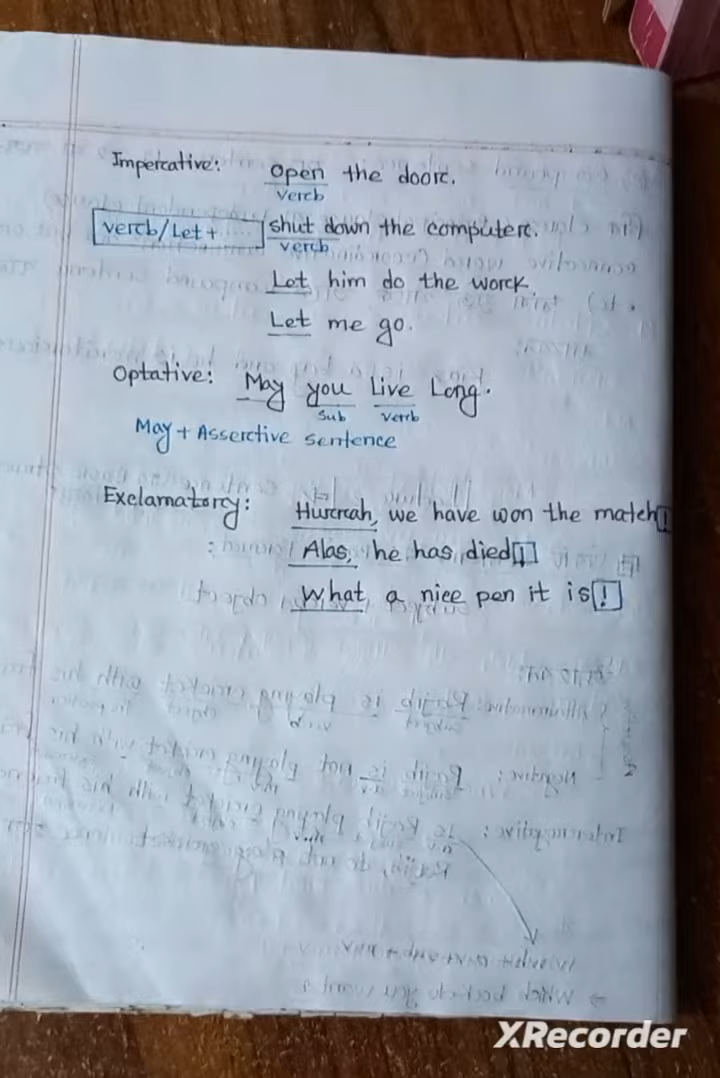 Imperative: Open the door.
verb
verb/Let + ... shut down the computer.
verb
Let him do the work.
Let me go.
Optative: May you Live Long.
sub verb
May + Assertive sentence
Exclamatory: Hurrah, we have won the match!
Alas, he has died!
What a nice pen it is!
XRecorder